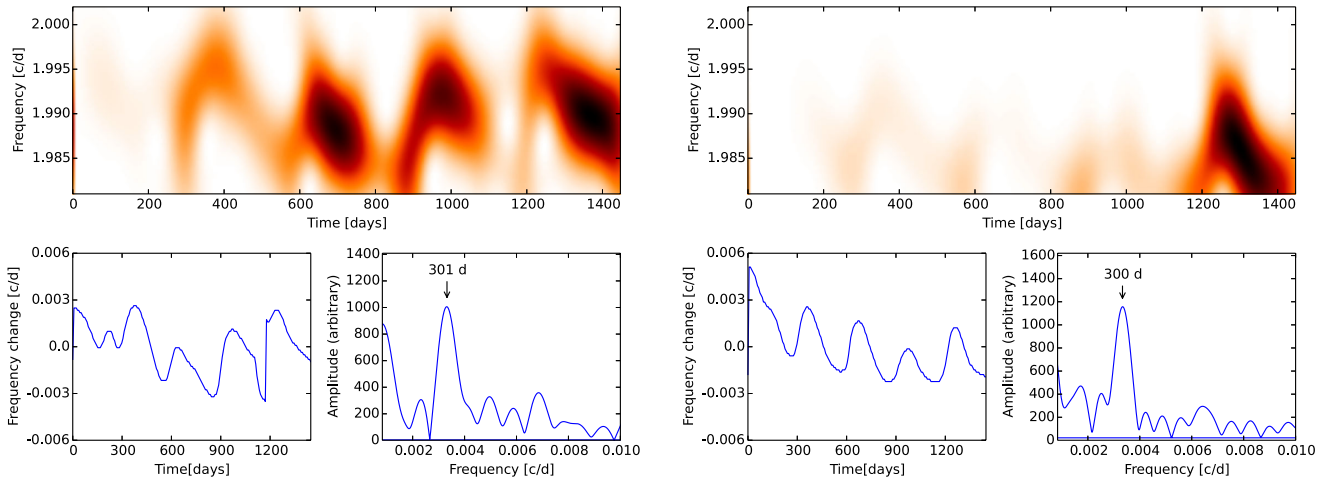 2.000
1.995
1.990
1.985
Frequency [c/d]
0 200 400 600 800 1000 1200 1400
Time [days]
2.000
1.995
1.990
1.985
Frequency [c/d]
0 200 400 600 800 1000 1200 1400
Time [days]
0.006
0.003
0.0
-0.003
-0.006
Frequency change [c/d]
0 300 600 900 1200
Time[days]
1400
1200
1000
800
600
400
200
0
Amplitude (arbitrary)
301 d
0.002 0.004 0.006 0.008 0.010
Frequency [c/d]
0.006
0.003
0.0
-0.003
-0.006
Frequency change [c/d]
0 300 600 900 1200
Time[days]
1600
1400
1200
1000
800
600
400
200
0
Amplitude (arbitrary)
300 d
0.002 0.004 0.006 0.008 0.010
Frequency [c/d]